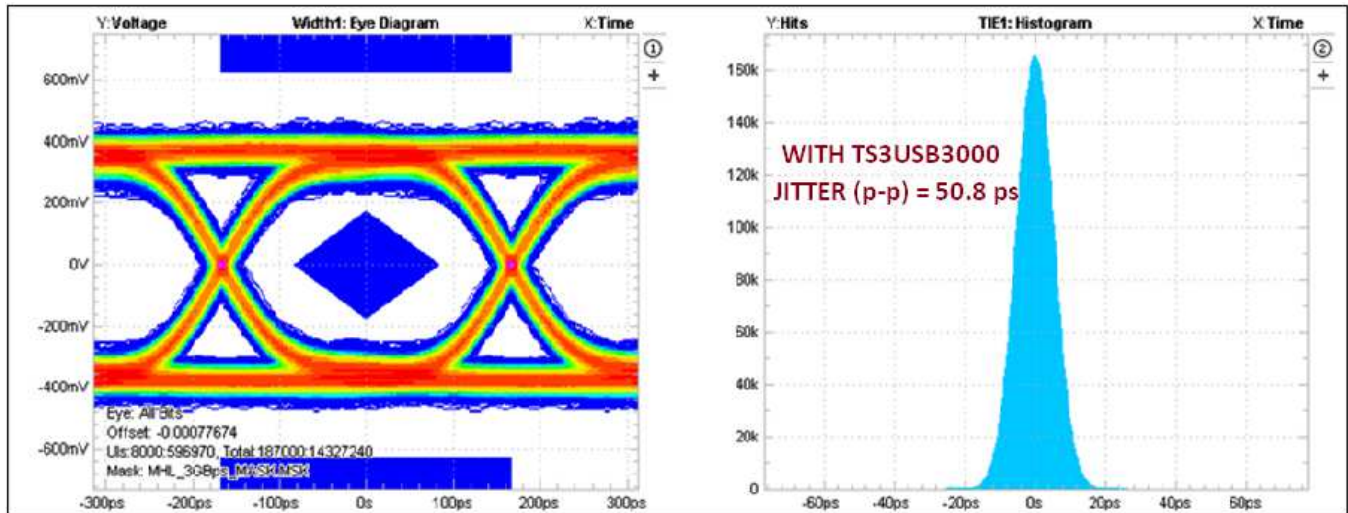 Y:Voltage Width1: Eye Diagram X:Time
1
+
600mV
400mV
200mV
0V
-200mV
-400mV
-600mV
Eye: All Bits
Offset: -0.00077674
UIs:8000:596970, Total:187000:14327240
Mask: MHL_3GBps_MASK.MSK
-300ps -200ps -100ps 0s 100ps 200ps 300ps
Y:Hits TIE1: Histogram X:Time
2
+
150k
140k
120k
100k
80k
60k
40k
20k
0
WITH TS3USB3000
JITTER (p-p) = 50.8 ps
-60ps -40ps -20ps 0s 20ps 40ps 60ps